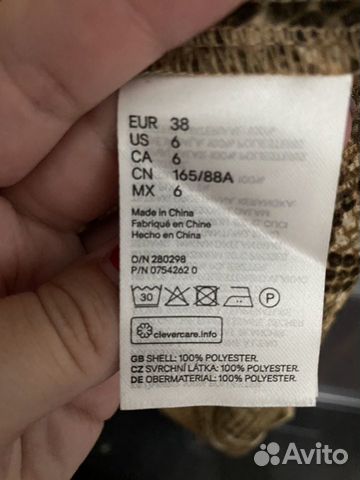 EUR 38
US 6
CA 6
CN 165/88A
MX 6
Made in China
Fabriqué en Chine
Hecho en China
O/N 280298
P/N 0754262 0
30 P
clevercare.info
GB SHELL: 100% POLYESTER.
CZ SVRCHNÍ LÁTKA: 100% POLYESTER.
DE OBERMATERIAL: 100% POLYESTER.
Avito